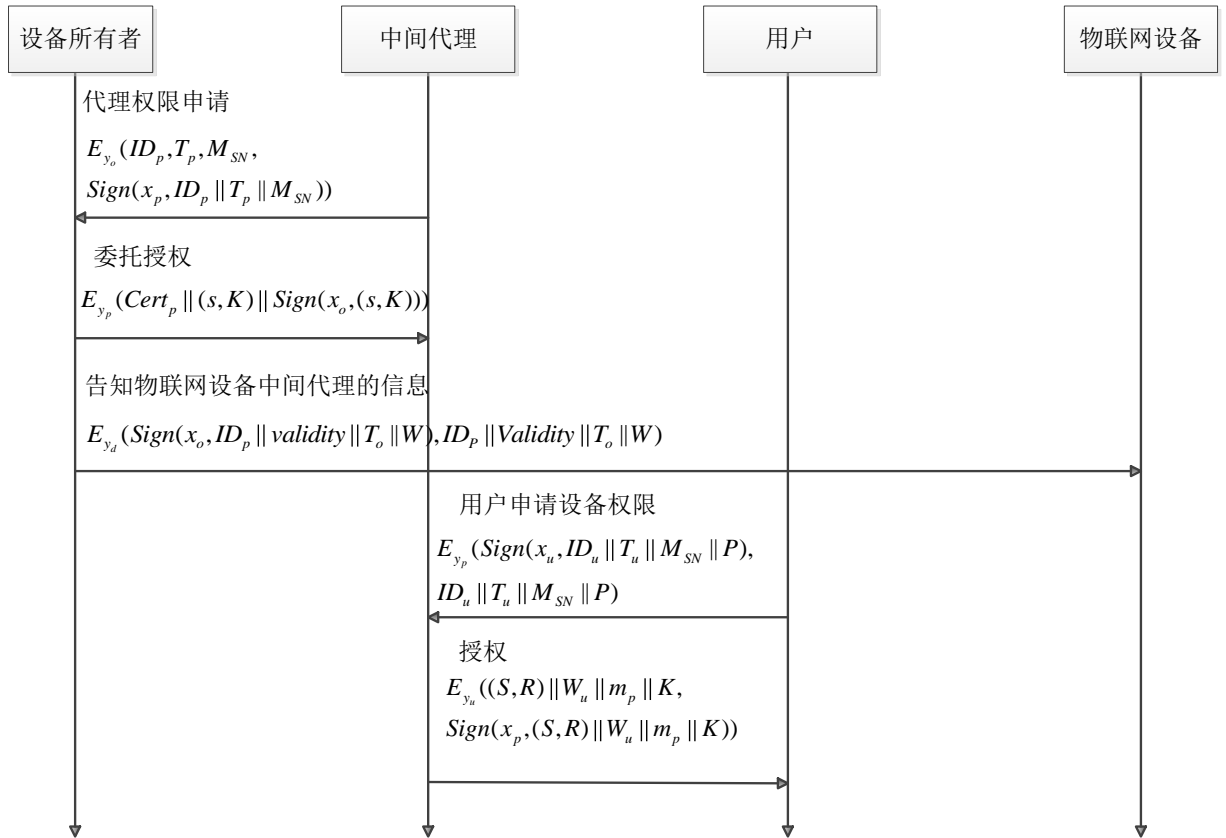 设备所有者 中间代理 用户 物联网设备
代理权限申请
E_{y_o}(ID_p,T_p,M_{SN},
Sign(x_p,ID_p||T_p||M_{SN}))
委托授权
E_{y_p}(Cert_p||(s,K)||Sign(x_o,(s,K)))
告知物联网设备中间代理的信息
E_{y_d}(Sign(x_o,ID_p||validity||T_o||W),ID_P||Validity||T_o||W)
用户申请设备权限
E_{y_p}(Sign(x_u,ID_u||T_u||M_{SN}||P),
ID_u||T_u||M_{SN}||P)
授权
E_{y_u}((S,R)||W_u||m_p||K,
Sign(x_p,(S,R)||W_u||m_p||K))